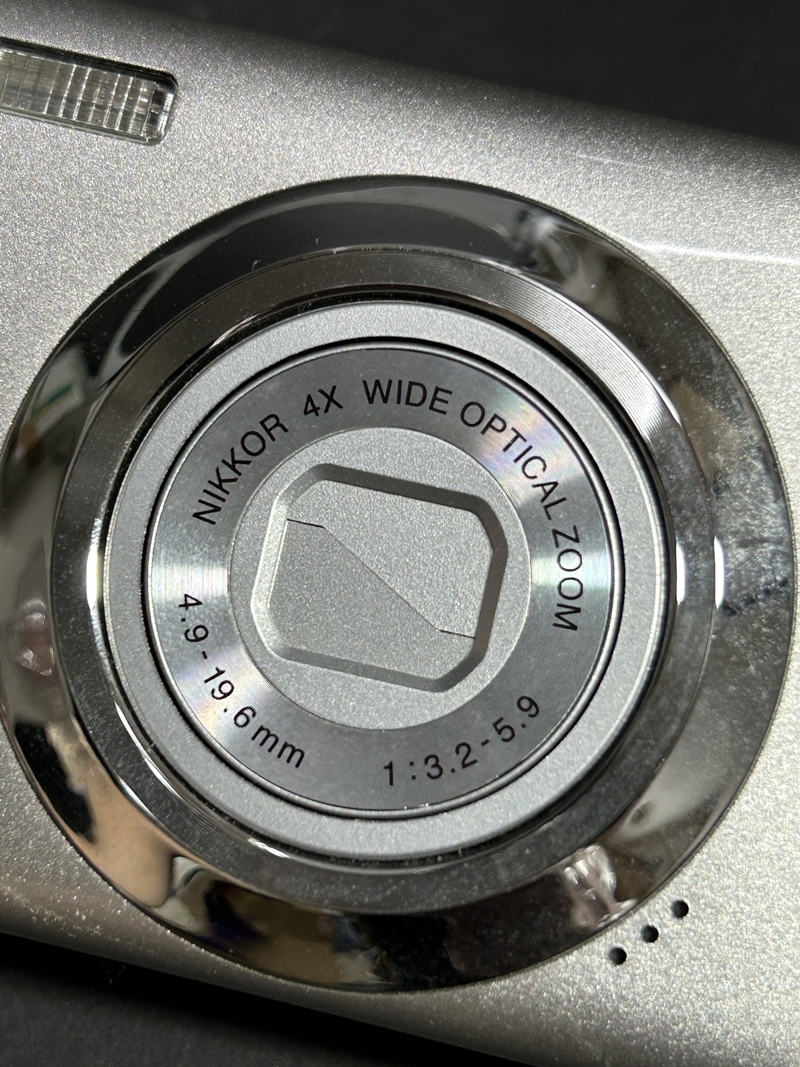 NIKKOR 4X WIDE OPTICAL ZOOM
4.9-19.6mm 1:3.2-5.9